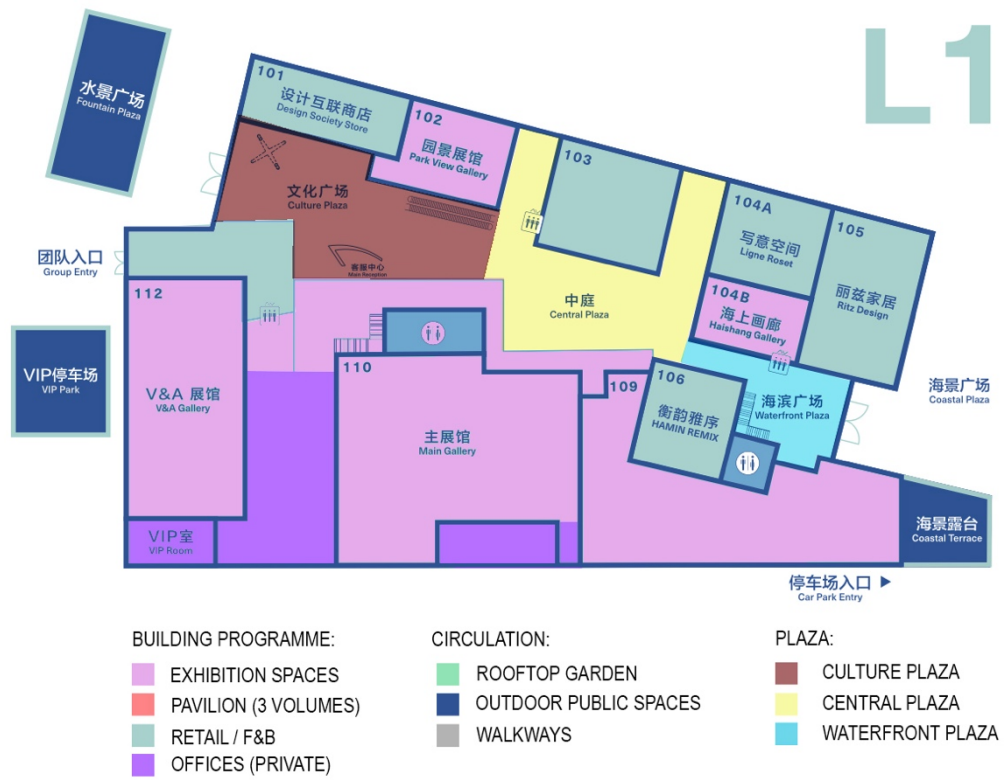 L1
水景广场
Fountain Plaza
101
设计互联商店
Design Society Store
102
园景展馆
Park View Gallery
103
文化广场
Culture Plaza
104A
写意空间
Ligne Roset
105
丽兹家居
Ritz Design
团队入口
Group Entry
客服中心
Main Reception
中庭
Central Plaza
104B
海上画廊
Haishang Gallery
112
V&A 展馆
V&A Gallery
VIP停车场
VIP Park
110
主展馆
Main Gallery
109
106
衡韵雅序
HAMIN REMIX
海滨广场
Waterfront Plaza
海景广场
Coastal Plaza
VIP室
VIP Room
海景露台
Coastal Terrace
停车场入口
Car Park Entry
BUILDING PROGRAMME:
EXHIBITION SPACES
PAVILION (3 VOLUMES)
RETAIL / F&B
OFFICES (PRIVATE)
CIRCULATION:
ROOFTOP GARDEN
OUTDOOR PUBLIC SPACES
WALKWAYS
PLAZA:
CULTURE PLAZA
CENTRAL PLAZA
WATERFRONT PLAZA